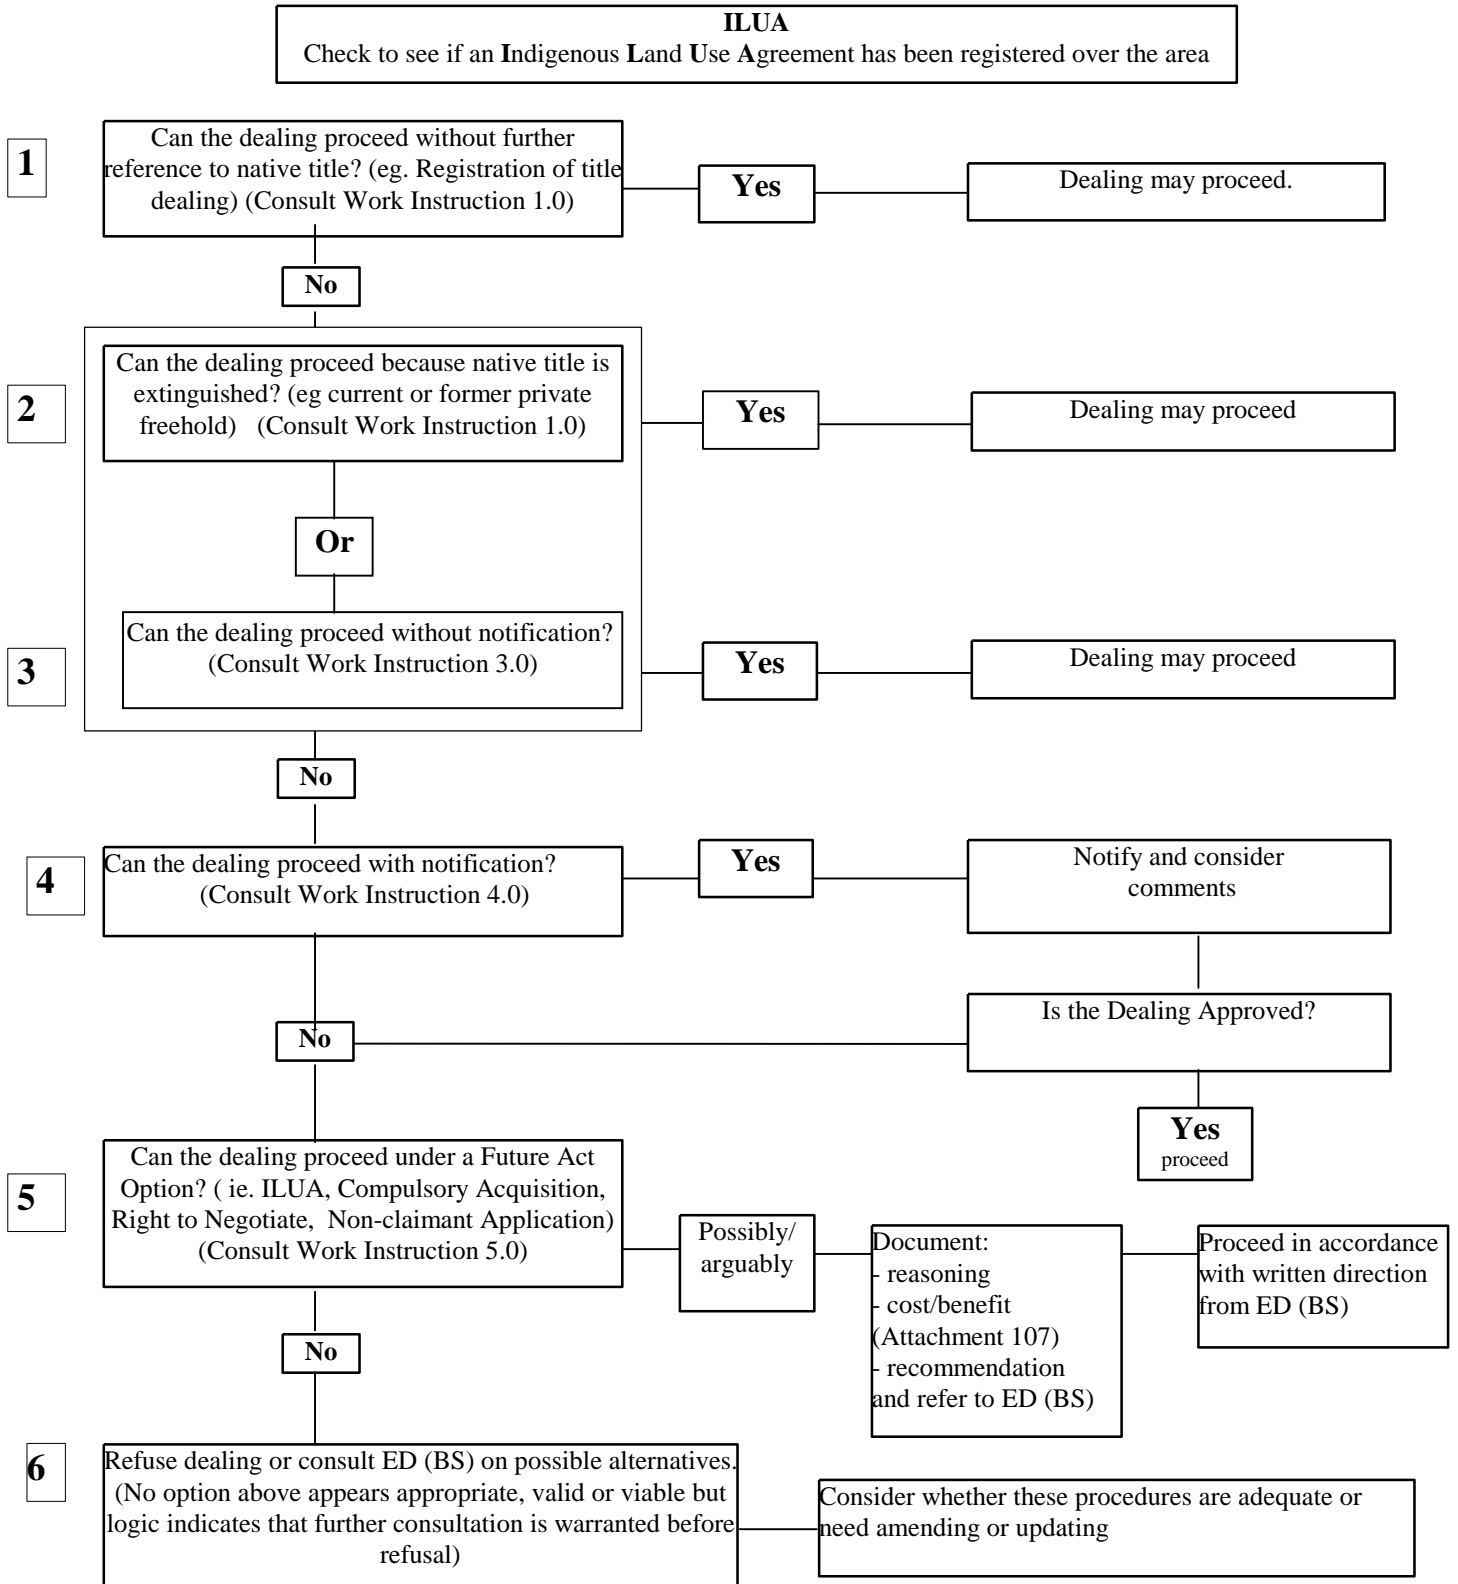 ILUA
Check to see if an Indigenous Land Use Agreement has been registered over the area
1
Can the dealing proceed without further
reference to native title? (eg. Registration of title
dealing) (Consult Work Instruction 1.0)
Yes
Dealing may proceed.
No
2
Can the dealing proceed because native title is
extinguished? (eg current or former private
freehold) (Consult Work Instruction 1.0)
Yes
Dealing may proceed
Or
3
Can the dealing proceed without notification?
(Consult Work Instruction 3.0)
Yes
Dealing may proceed
No
4
Can the dealing proceed with notification?
(Consult Work Instruction 4.0)
Yes
Notify and consider
comments
Is the Dealing Approved?
No
Yes
proceed
5
Can the dealing proceed under a Future Act
Option? ( ie. ILUA, Compulsory Acquisition,
Right to Negotiate, Non-claimant Application)
(Consult Work Instruction 5.0)
Possibly/
arguably
Document:
- reasoning
- cost/benefit
(Attachment 107)
- recommendation
and refer to ED (BS)
Proceed in accordance
with written direction
from ED (BS)
No
6
Refuse dealing or consult ED (BS) on possible alternatives.
(No option above appears appropriate, valid or viable but
logic indicates that further consultation is warranted before
refusal)
Consider whether these procedures are adequate or
need amending or updating